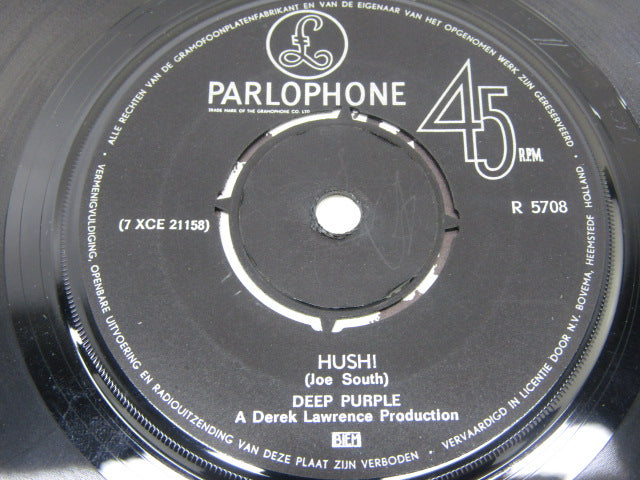 • ALLE RECHTEN VAN DE GRAMOFOONPLATENFABRIKANT EN VAN DE EIGENAAR VAN HET OPGENOMEN WERK ZIJN GERESERVEERD •
£
PARLOPHONE
TRADE MARK OF THE GRAMOPHONE CO. LTD
45
R.P.M.
(7 XCE 21158)
R 5708
HUSH!
(Joe South)
DEEP PURPLE
A Derek Lawrence Production
BIEM
VERMENIGVULDIGING, OPENBARE UITVOERING EN RADIOUITZENDING VAN DEZE PLAAT ZIJN VERBODEN •
VERVAARDIGD IN LICENTIE DOOR N.V. BOVEMA, HEEMSTEDE HOLLAND